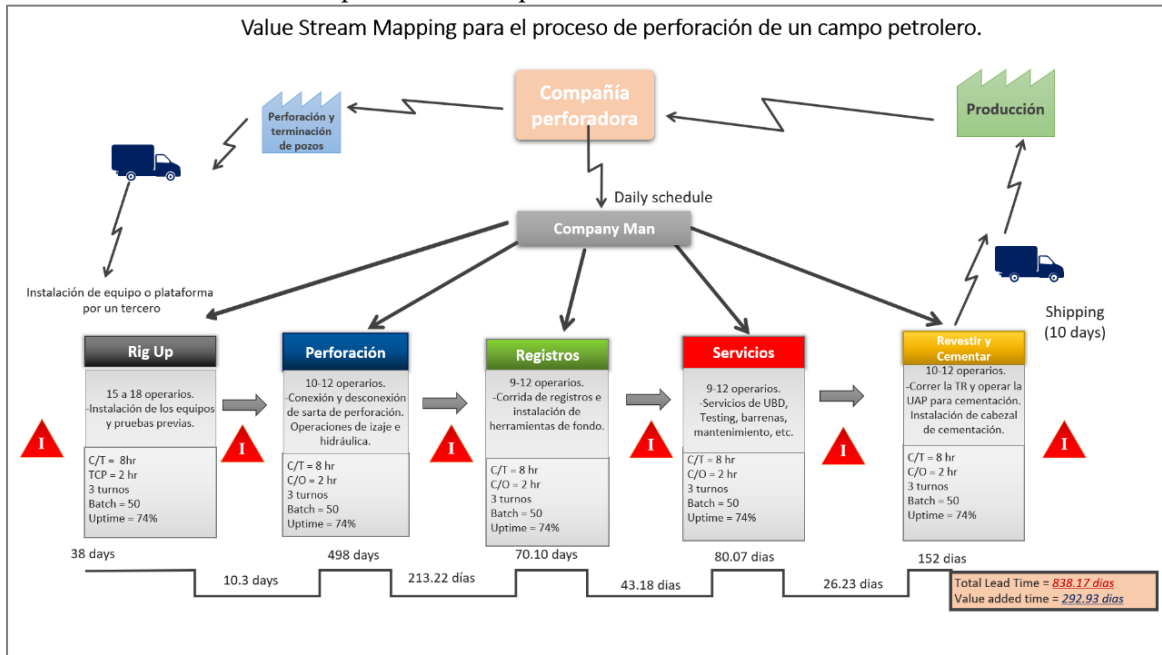 Value Stream Mapping para el proceso de perforación de un campo petrolero.
Compañía
perforadora
Producción
Perforación y
terminación
de pozos
Daily schedule
Company Man
Instalación de equipo o plataforma
por un tercero
Shipping
(10 days)
Rig Up
15 a 18 operarios.
-Instalación de los equipos
y pruebas previas.
C/T = 8hr
TCP = 2 hr
3 turnos
Batch = 50
Uptime = 74%
Perforación
10-12 operarios.
-Conexión y desconexión
de sarta de perforación.
Operaciones de izaje e
hidráulica.
C/T = 8 hr
C/O = 2 hr
3 turnos
Batch = 50
Uptime = 74%
Registros
9-12 operarios.
-Corrida de registros e
instalación de
herramientas de fondo.
C/T = 8 hr
C/O = 2 hr
3 turnos
Batch = 50
Uptime = 74%
Servicios
9-12 operarios.
-Servicios de UBD,
Testing, barrenas,
mantenimiento, etc.
C/T = 8 hr
C/O = 2 hr
3 turnos
Batch = 50
Uptime = 74%
Revestir y
Cementar
10-12 operarios.
-Correr la TR y operar la
UAP para cementación.
Instalación de cabezal
de cementación.
C/T = 8 hr
C/O = 2 hr
3 turnos
Batch = 50
Uptime = 74%
I
I
I
I
I
I
38 days
498 days
70.10 days
80.07 dias
152 dias
10.3 days
213.22 días
43.18 dias
26.23 dias
Total Lead Time = 838.17 dias
Value added time = 292.93 dias